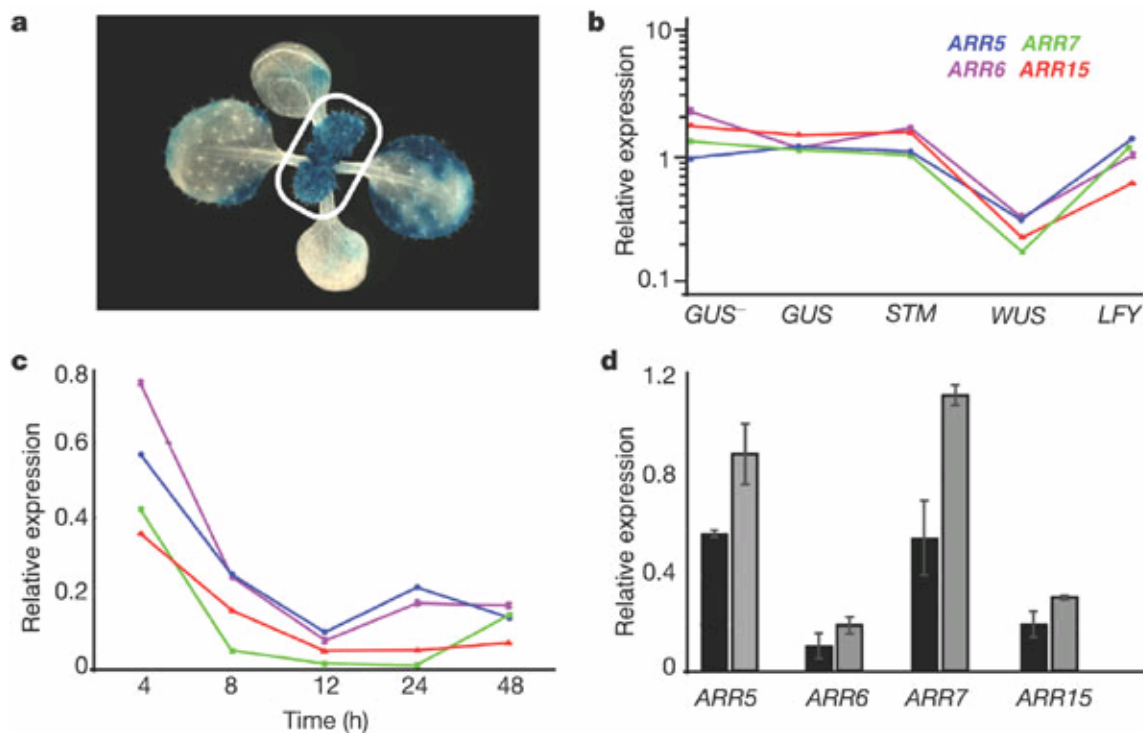 a
b
10
1
0.1
Relative expression
ARR5 ARR7
ARR6 ARR15
GUS– GUS STM WUS LFY
c
0.8
0.6
0.4
0.2
0
Relative expression
4 8 12 24 48
Time (h)
d
1.2
0.8
0.4
0
Relative expression
ARR5 ARR6 ARR7 ARR15